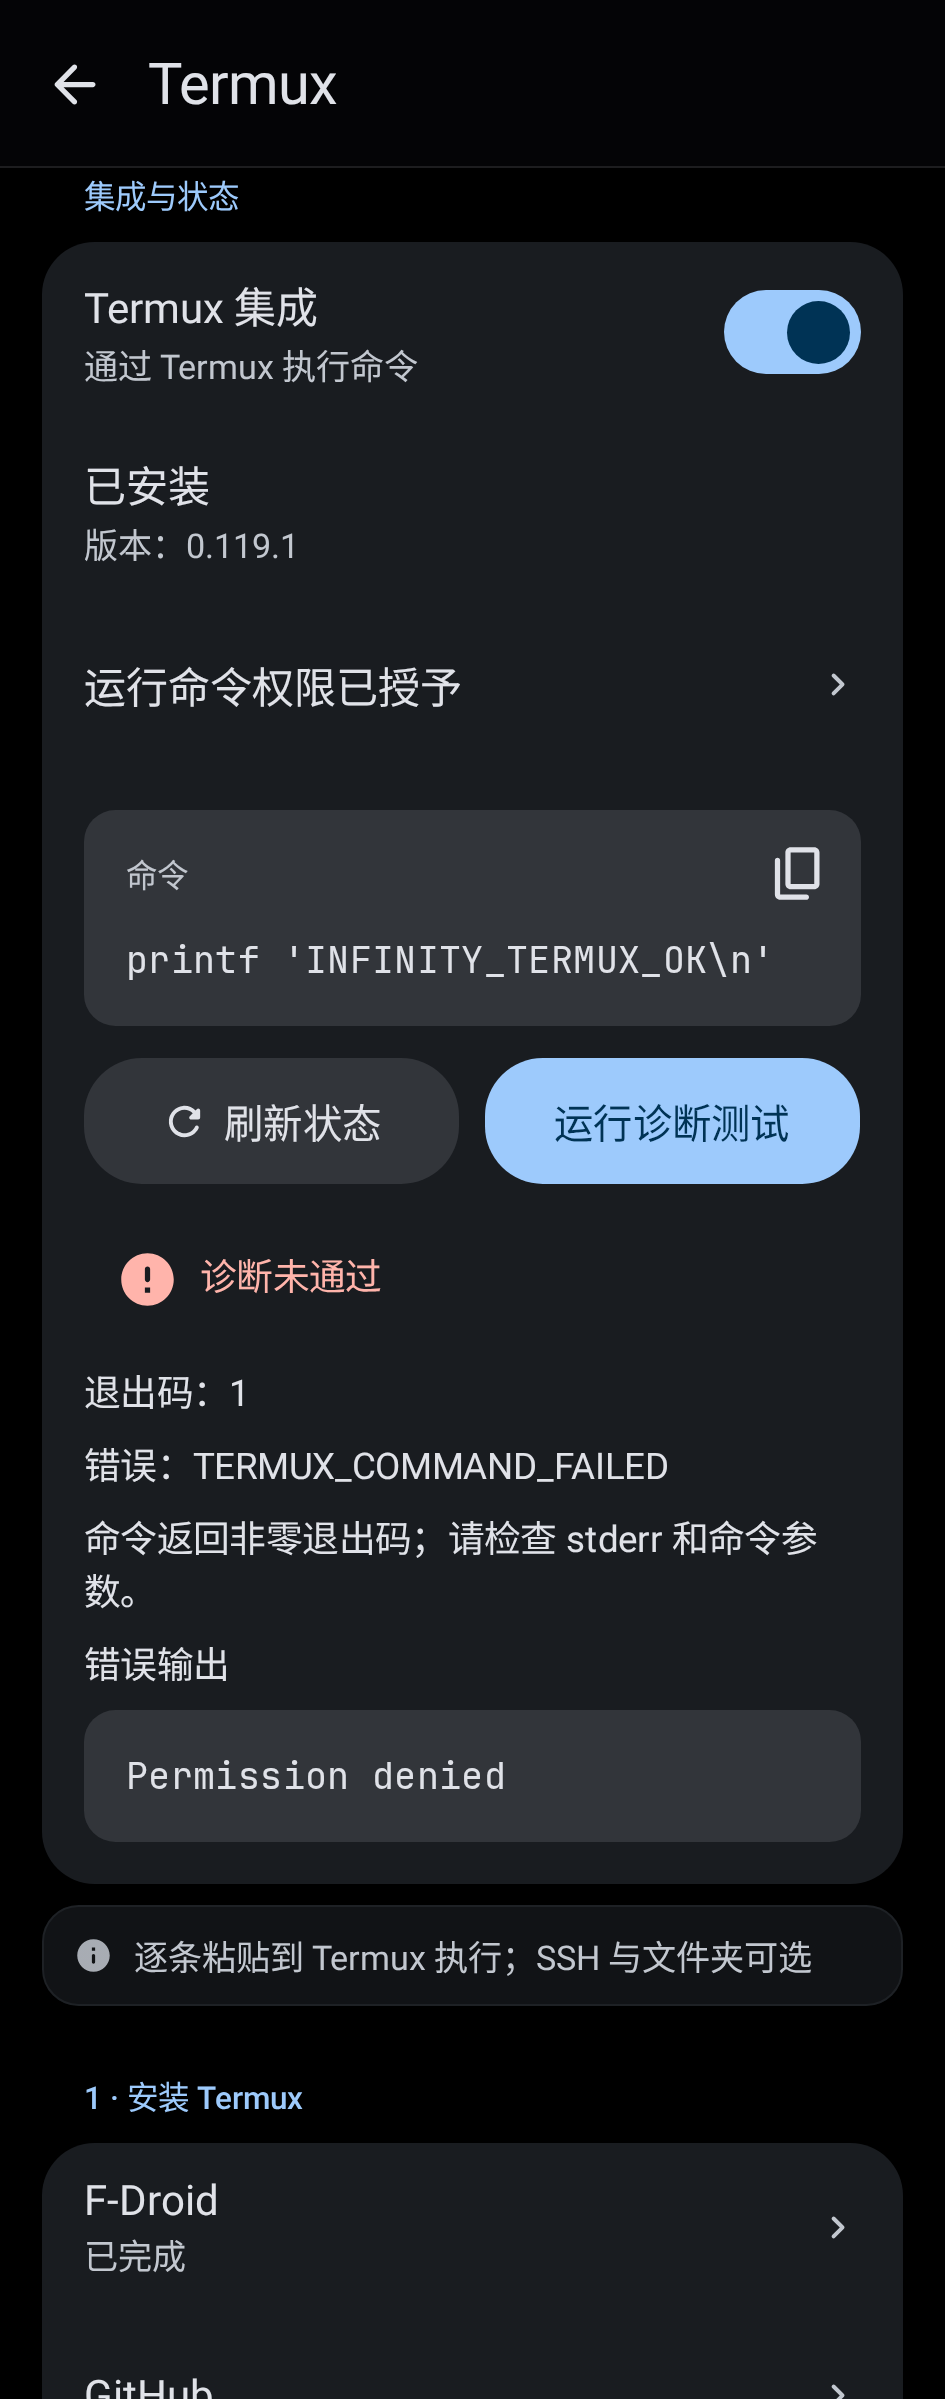 Termux
集成与状态
Termux 集成
通过 Termux 执行命令
已安装
版本：0.119.1
运行命令权限已授予
命令
printf 'INFINITY_TERMUX_OK\n'
刷新状态
运行诊断测试
诊断未通过
退出码：1
错误：TERMUX_COMMAND_FAILED
命令返回非零退出码；请检查 stderr 和命令参
数。
错误输出
Permission denied
逐条粘贴到 Termux 执行；SSH 与文件夹可选
1 · 安装 Termux
F-Droid
已完成
GitHub